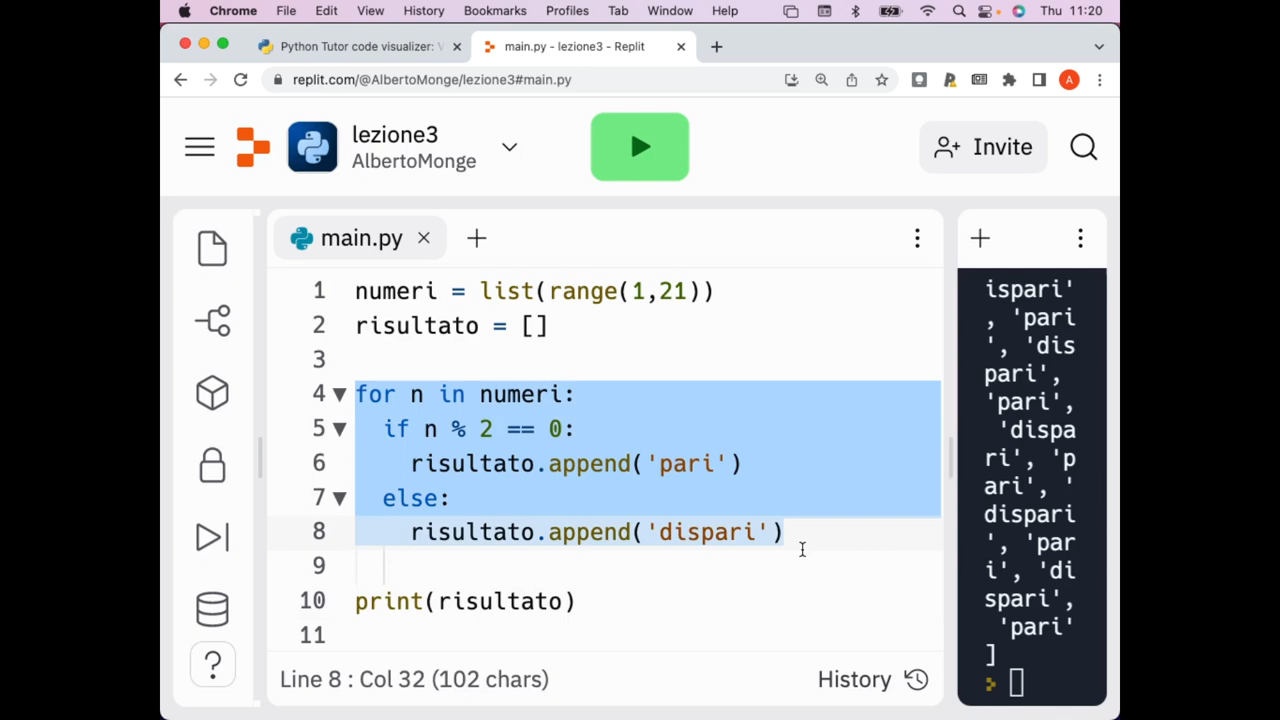 Chrome File Edit View History Bookmarks Profiles Tab Window Help Thu 11:20
Python Tutor code visualizer: V
main.py - lezione3 - Replit
replit.com/@AlbertoMonge/lezione3#main.py
A
lezione3
AlbertoMonge
Invite
main.py
1 numeri = list(range(1,21))
2 risultato = []
3
4 for n in numeri:
5 if n % 2 == 0:
6 risultato.append('pari')
7 else:
8 risultato.append('dispari')
9
10 print(risultato)
11
Line 8 : Col 32 (102 chars)
History
ispari'
, 'pari
', 'dis
pari',
'pari',
'dispa
ri', 'p
ari', '
dispari
', 'par
i', 'di
spari',
'pari'
]